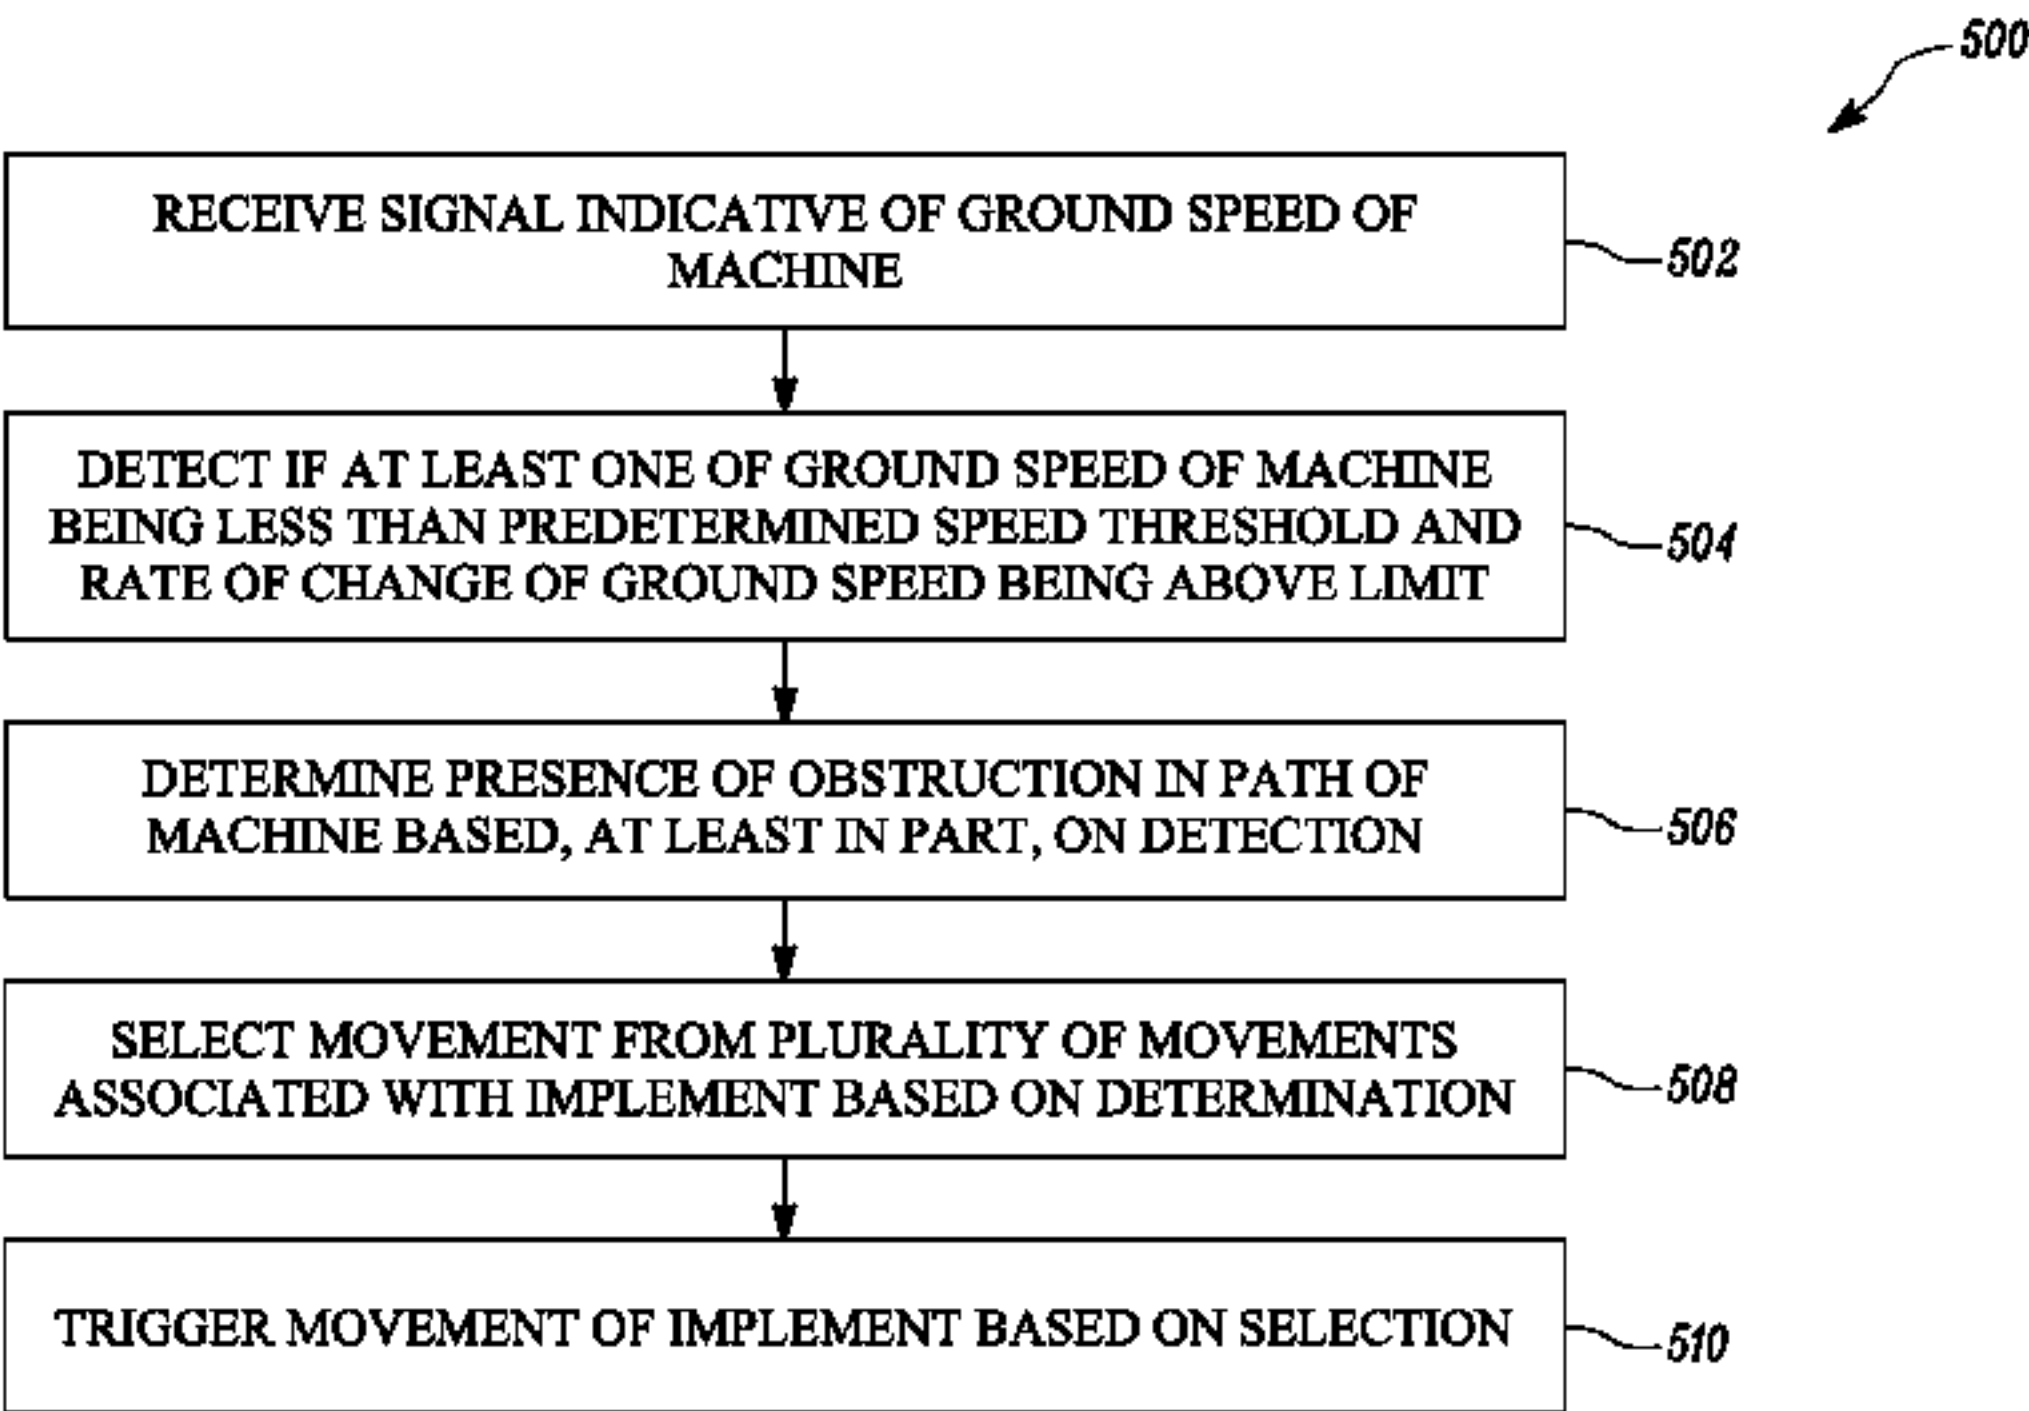 500
RECEIVE SIGNAL INDICATIVE OF GROUND SPEED OF
MACHINE
502
DETECT IF AT LEAST ONE OF GROUND SPEED OF MACHINE
BEING LESS THAN PREDETERMINED SPEED THRESHOLD AND
RATE OF CHANGE OF GROUND SPEED BEING ABOVE LIMIT
504
DETERMINE PRESENCE OF OBSTRUCTION IN PATH OF
MACHINE BASED, AT LEAST IN PART, ON DETECTION
506
SELECT MOVEMENT FROM PLURALITY OF MOVEMENTS
ASSOCIATED WITH IMPLEMENT BASED ON DETERMINATION
508
TRIGGER MOVEMENT OF IMPLEMENT BASED ON SELECTION
510